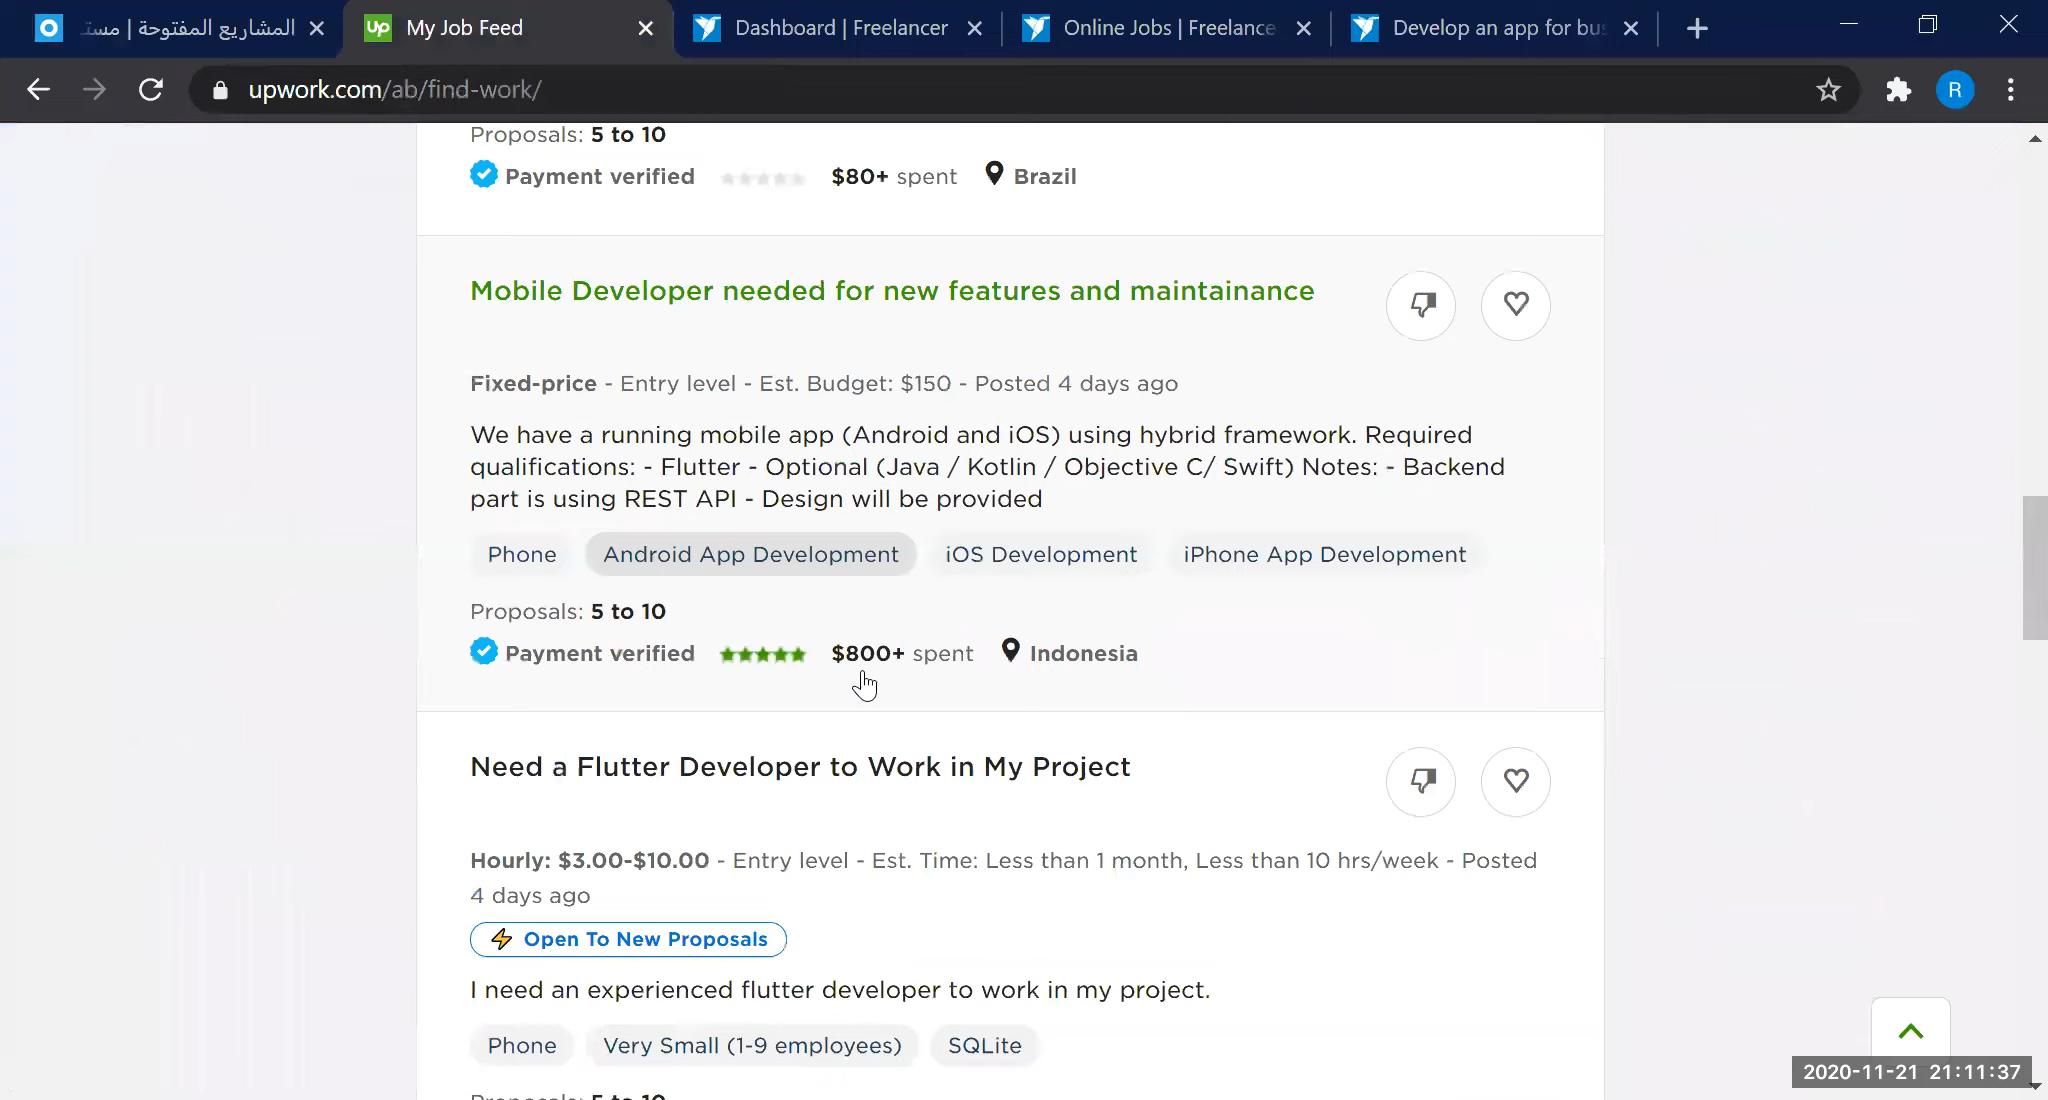 المشاريع المفتوحة | مست
Up My Job Feed
Dashboard | Freelancer
Online Jobs | Freelance
Develop an app for bus
upwork.com/ab/find-work/
R
Proposals: 5 to 10
Payment verified $80+ spent Brazil
Mobile Developer needed for new features and maintainance
Fixed-price - Entry level - Est. Budget: $150 - Posted 4 days ago
We have a running mobile app (Android and iOS) using hybrid framework. Required
qualifications: - Flutter - Optional (Java / Kotlin / Objective C/ Swift) Notes: - Backend
part is using REST API - Design will be provided
Phone Android App Development iOS Development iPhone App Development
Proposals: 5 to 10
Payment verified $800+ spent Indonesia
Need a Flutter Developer to Work in My Project
Hourly: $3.00-$10.00 - Entry level - Est. Time: Less than 1 month, Less than 10 hrs/week - Posted
4 days ago
Open To New Proposals
I need an experienced flutter developer to work in my project.
Phone Very Small (1-9 employees) SQLite
Proposals: 5 to 10
2020-11-21 21:11:37